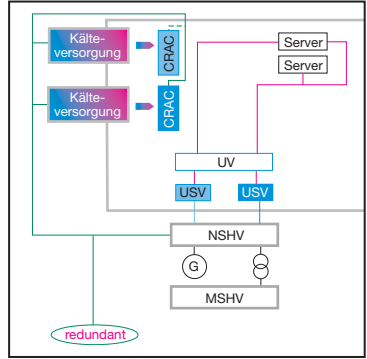 Kälte-
versorgung
CRAC
Server
Server
Kälte-
versorgung
CRAC
UV
USV
USV
NSHV
G
MSHV
redundant